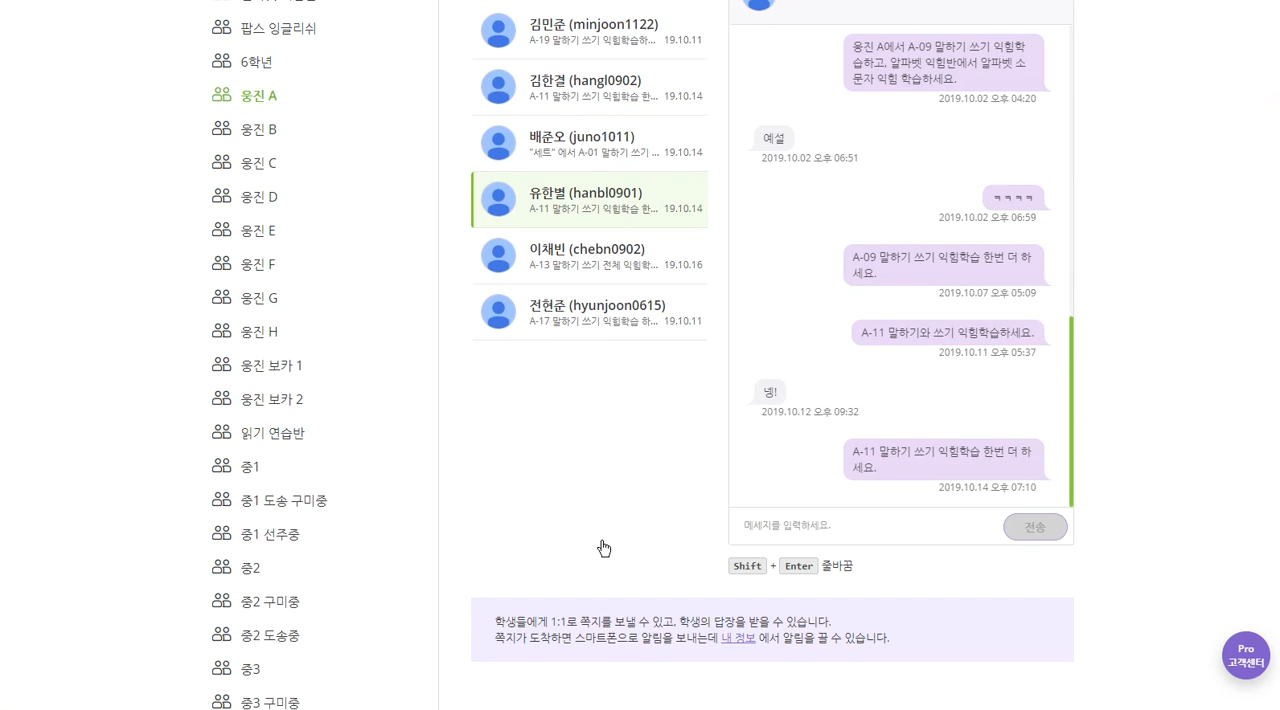 팝스 잉글리쉬
6학년
웅진 A
웅진 B
웅진 C
웅진 D
웅진 E
웅진 F
웅진 G
웅진 H
웅진 보카 1
웅진 보카 2
읽기 연습반
중1
중1 도송 구미중
중1 선주중
중2
중2 구미중
중2 도송중
중3
중3 구미중
김민준 (minjoon1122)
A-19 말하기 쓰기 익힘학습하... 19.10.11
김한결 (hangl0902)
A-11 말하기 쓰기 익힘학습 한... 19.10.14
배준오 (juno1011)
"세트" 에서 A-01 말하기 쓰기 ... 19.10.14
유한별 (hanbl0901)
A-11 말하기 쓰기 익힘학습 한... 19.10.14
이채빈 (chebn0902)
A-13 말하기 쓰기 전체 익힘학... 19.10.16
전현준 (hyunjoon0615)
A-17 말하기 쓰기 익힘학습 하... 19.10.11
웅진 A에서 A-09 말하기 쓰기 익힘학
습하고, 알파벳 익힘반에서 알파벳 소
문자 익힘 학습하세요.
2019.10.02 오후 04:20
예설
2019.10.02 오후 06:51
ㅋㅋㅋㅋ
2019.10.02 오후 06:59
A-09 말하기 쓰기 익힘학습 한번 더 하
세요.
2019.10.07 오후 05:09
A-11 말하기와 쓰기 익힘학습하세요.
2019.10.11 오후 05:37
넹!
2019.10.12 오후 09:32
A-11 말하기 쓰기 익힘학습 한번 더 하
세요.
2019.10.14 오후 07:10
메세지를 입력하세요.
전송
Shift + Enter 줄바꿈
학생들에게 1:1로 쪽지를 보낼 수 있고, 학생의 답장을 받을 수 있습니다.
쪽지가 도착하면 스마트폰으로 알림을 보내는데 내 정보 에서 알림을 끌 수 있습니다.
Pro
고객센터